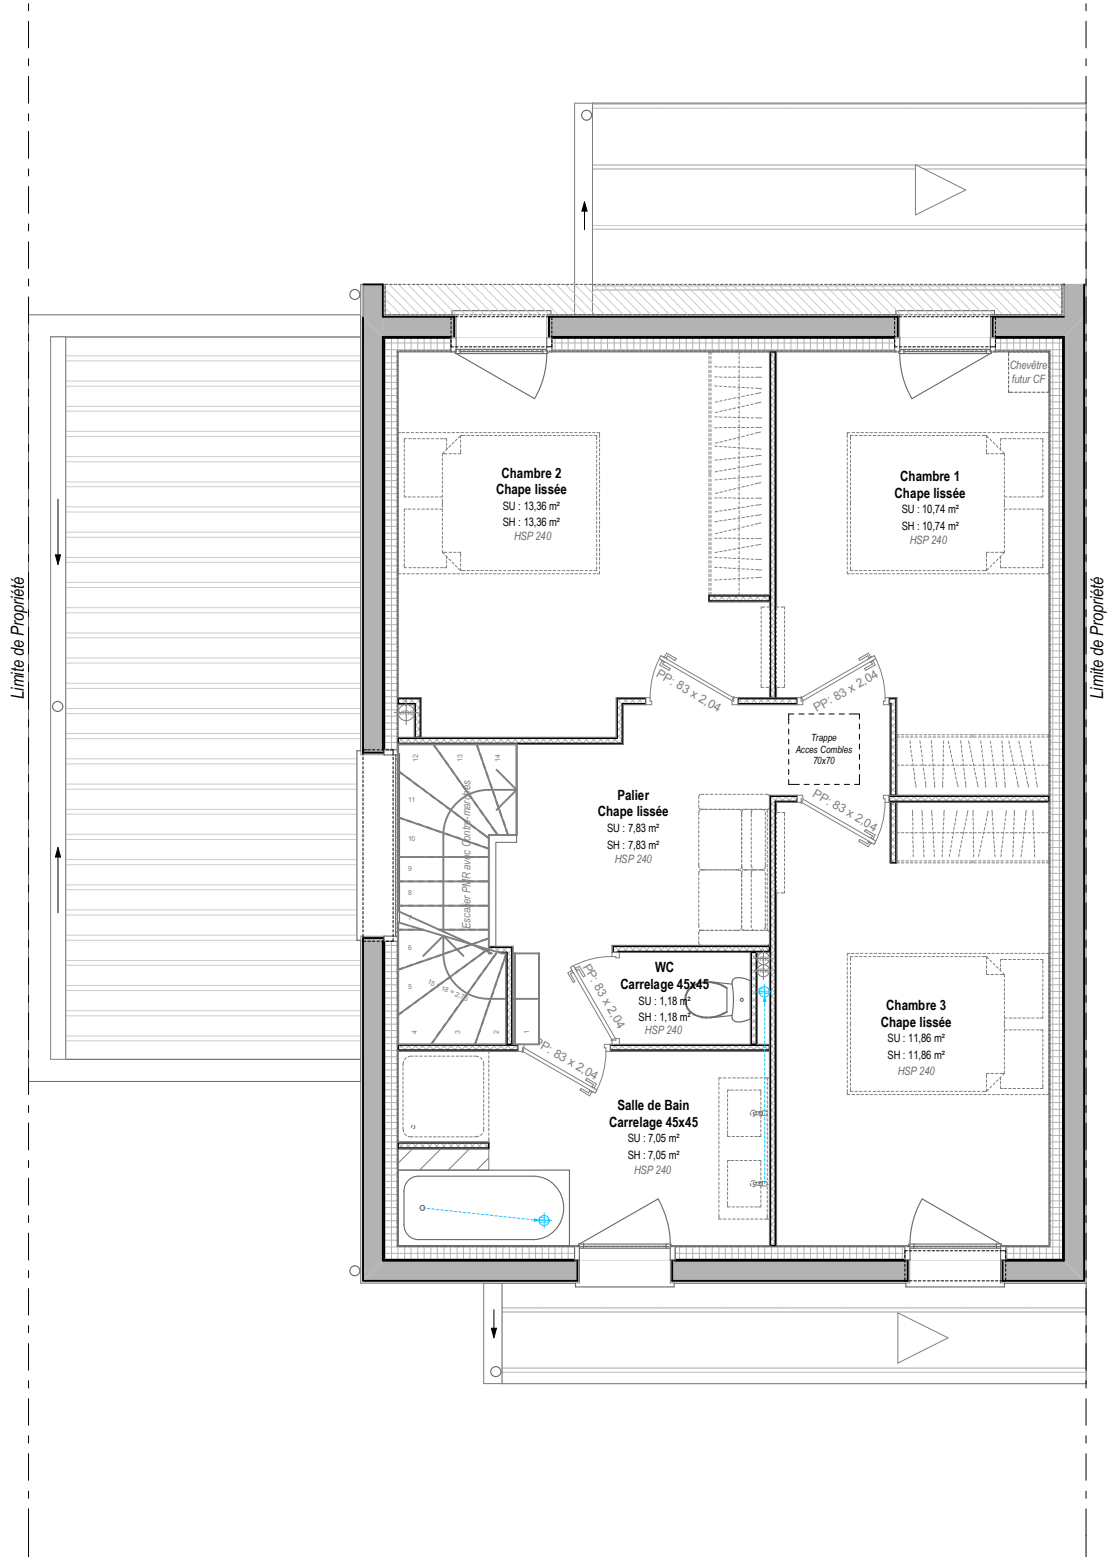 Limite de Propriété
Limite de Propriété
Chevêtre
futur CF
Chambre 2
Chape lissée
SU : 13,36 m²
SH : 13,36 m²
HSP 240
Chambre 1
Chape lissée
SU : 10,74 m²
SH : 10,74 m²
HSP 240
PP: 83 x 2,04
PP: 83 x 2,04
VMC
Trappe
Acces Combles
70x70
PP: 83 x 2,04
Palier
Chape lissée
SU : 7,83 m²
SH : 7,83 m²
HSP 240
14
13
12
11
10
9
8
7
6
5
4
3
2
1
Escalier PMR avec Contre-marches
WC
Carrelage 45x45
SU : 1,18 m²
SH : 1,18 m²
HSP 240
PP: 83 x 2,04
PP: 83 x 2,04
Chambre 3
Chape lissée
SU : 11,86 m²
SH : 11,86 m²
HSP 240
Salle de Bain
Carrelage 45x45
SU : 7,05 m²
SH : 7,05 m²
HSP 240